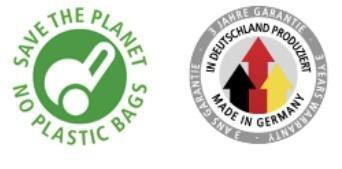 SAVE THE PLANET
NO PLASTIC BAGS
3 JAHRE GARANTIE
3 YEARS WARRANTY
3 ANS GARANTIE
IN DEUTSCHLAND PRODUZIERT
MADE IN GERMANY